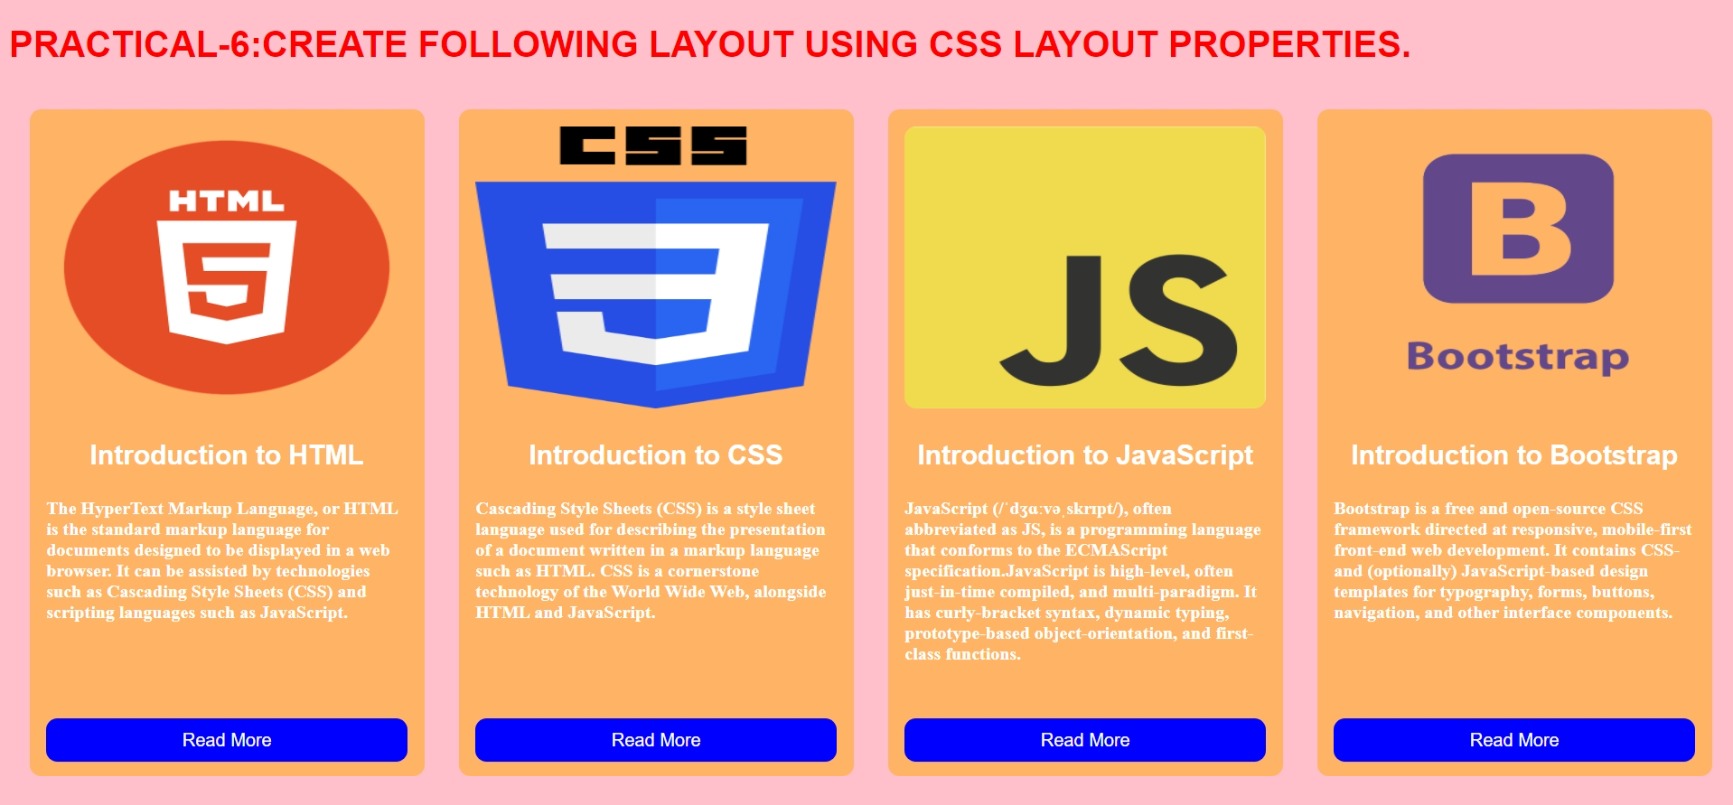 PRACTICAL-6:CREATE FOLLOWING LAYOUT USING CSS LAYOUT PROPERTIES.
HTML
5
Introduction to HTML
The HyperText Markup Language, or HTML
is the standard markup language for
documents designed to be displayed in a web
browser. It can be assisted by technologies
such as Cascading Style Sheets (CSS) and
scripting languages such as JavaScript.
Read More
CSS
3
Introduction to CSS
Cascading Style Sheets (CSS) is a style sheet
language used for describing the presentation
of a document written in a markup language
such as HTML. CSS is a cornerstone
technology of the World Wide Web, alongside
HTML and JavaScript.
Read More
JS
Introduction to JavaScript
JavaScript (/ˈdʒɑːvəˌskrɪpt/), often
abbreviated as JS, is a programming language
that conforms to the ECMAScript
specification.JavaScript is high-level, often
just-in-time compiled, and multi-paradigm. It
has curly-bracket syntax, dynamic typing,
prototype-based object-orientation, and first-
class functions.
Read More
B
Bootstrap
Introduction to Bootstrap
Bootstrap is a free and open-source CSS
framework directed at responsive, mobile-first
front-end web development. It contains CSS-
and (optionally) JavaScript-based design
templates for typography, forms, buttons,
navigation, and other interface components.
Read More